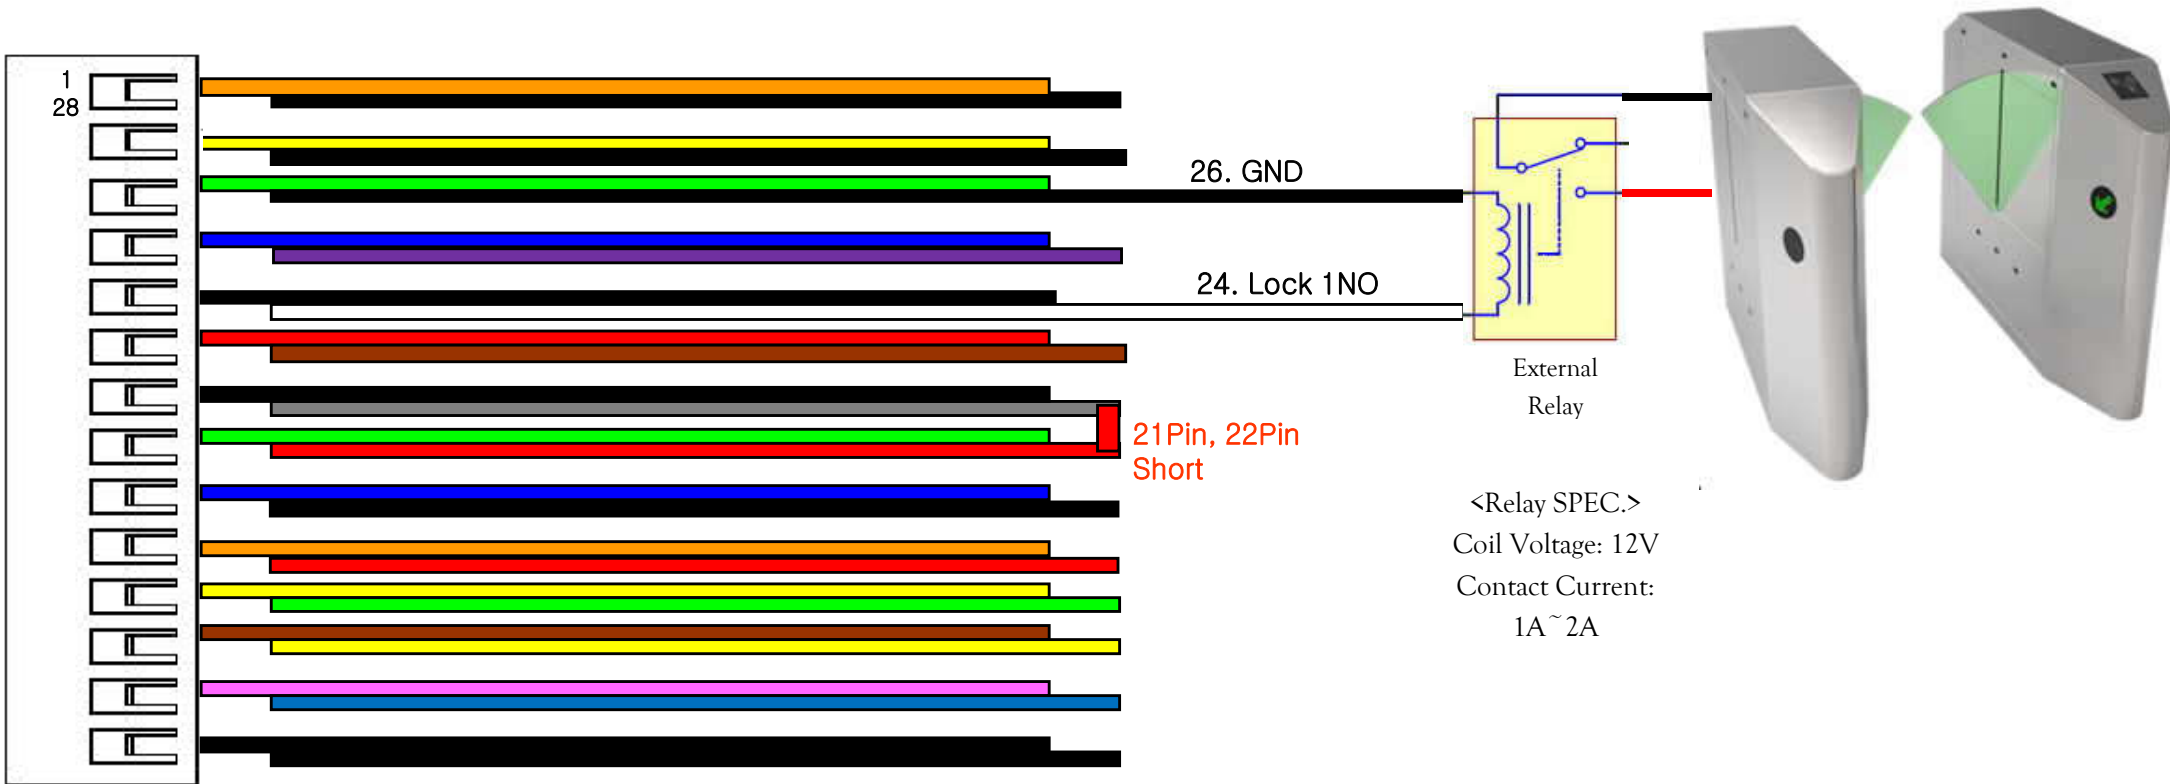 1
28
26. GND
24. Lock 1NO
External
Relay
21Pin, 22Pin
Short
<Relay SPEC.>
Coil Voltage: 12V
Contact Current:
1A~2A